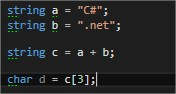 string a = "C#";
string b = ".net";
string c = a + b;
char d = c[3];